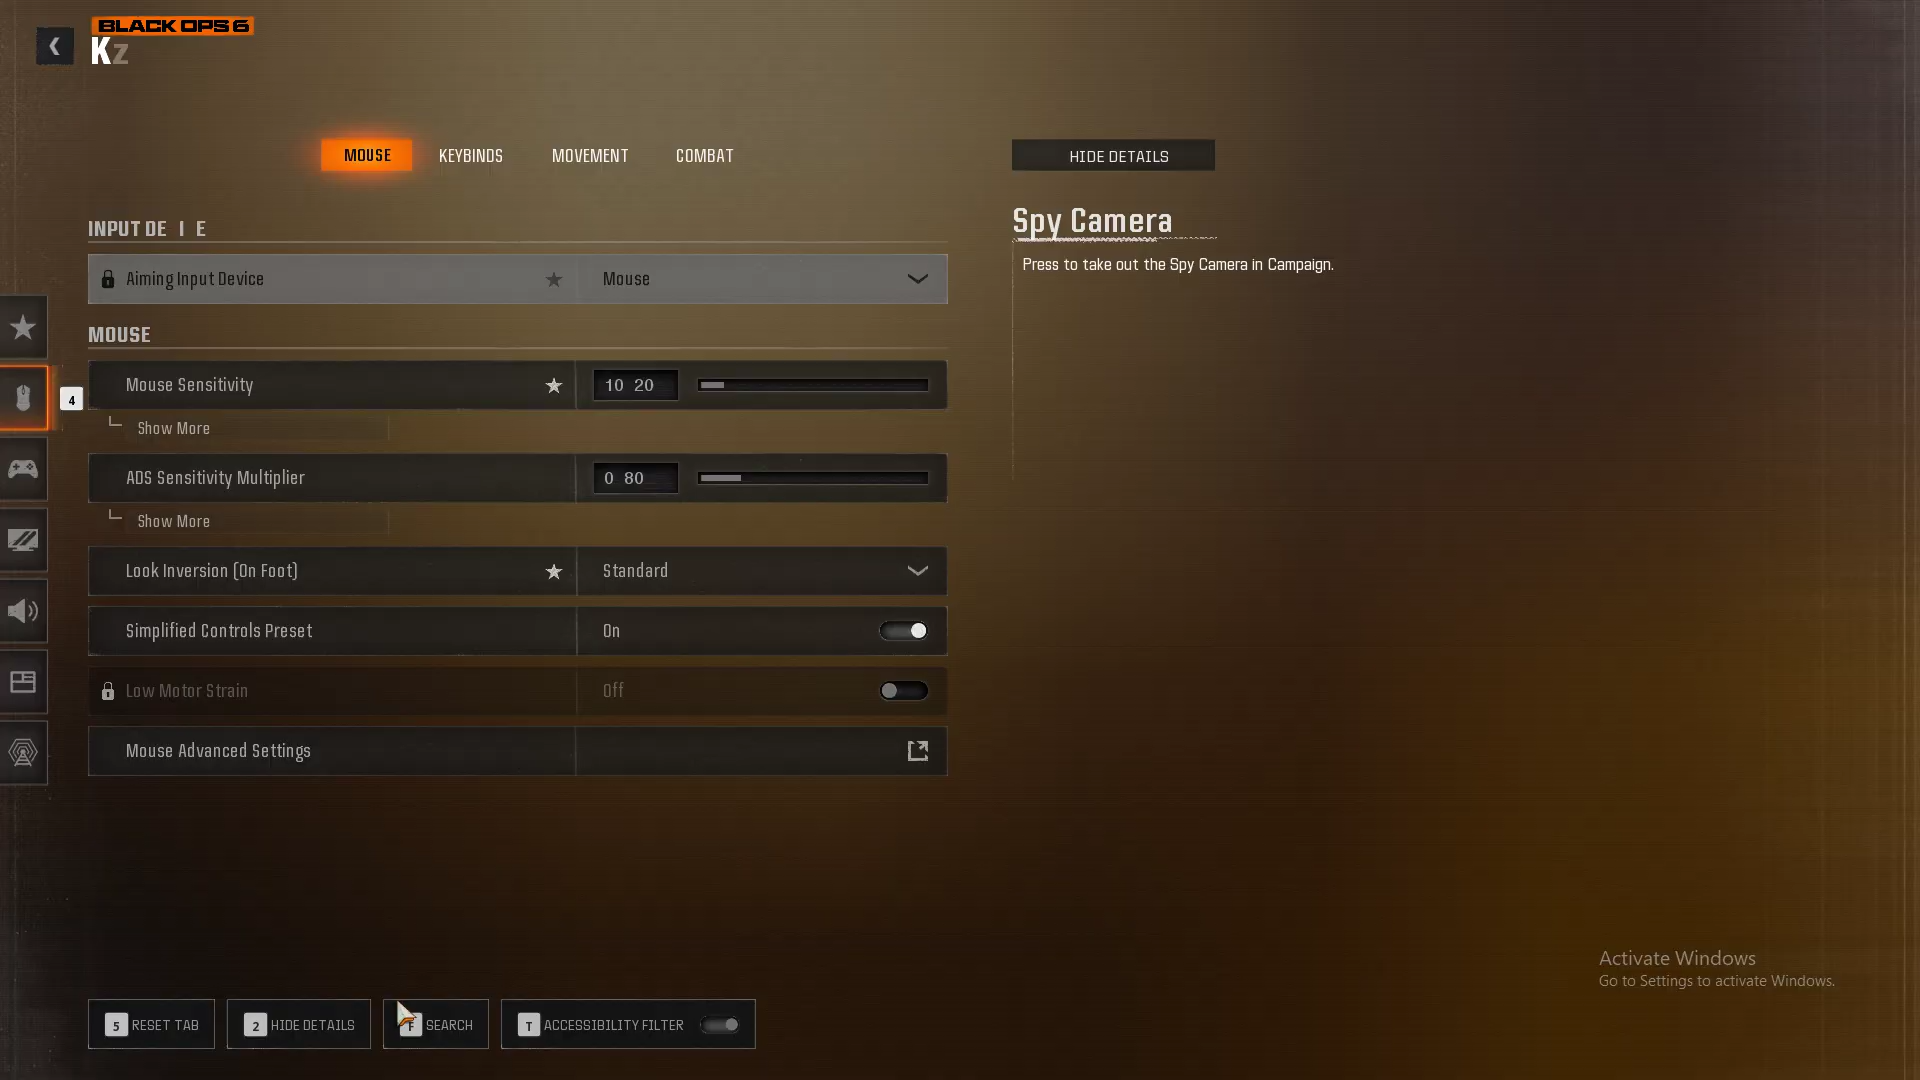 BLACK OPS 6
Kz
MOUSE KEYBINDS MOVEMENT COMBAT
HIDE DETAILS
INPUT DE I E
Spy Camera
Press to take out the Spy Camera in Campaign.
Aiming Input Device Mouse
MOUSE
4
Mouse Sensitivity 10 20
Show More
ADS Sensitivity Multiplier 0 80
Show More
Look Inversion (On Foot) Standard
Simplified Controls Preset On
Low Motor Strain Off
Mouse Advanced Settings
Activate Windows
Go to Settings to activate Windows.
5 RESET TAB 2 HIDE DETAILS F SEARCH T ACCESSIBILITY FILTER